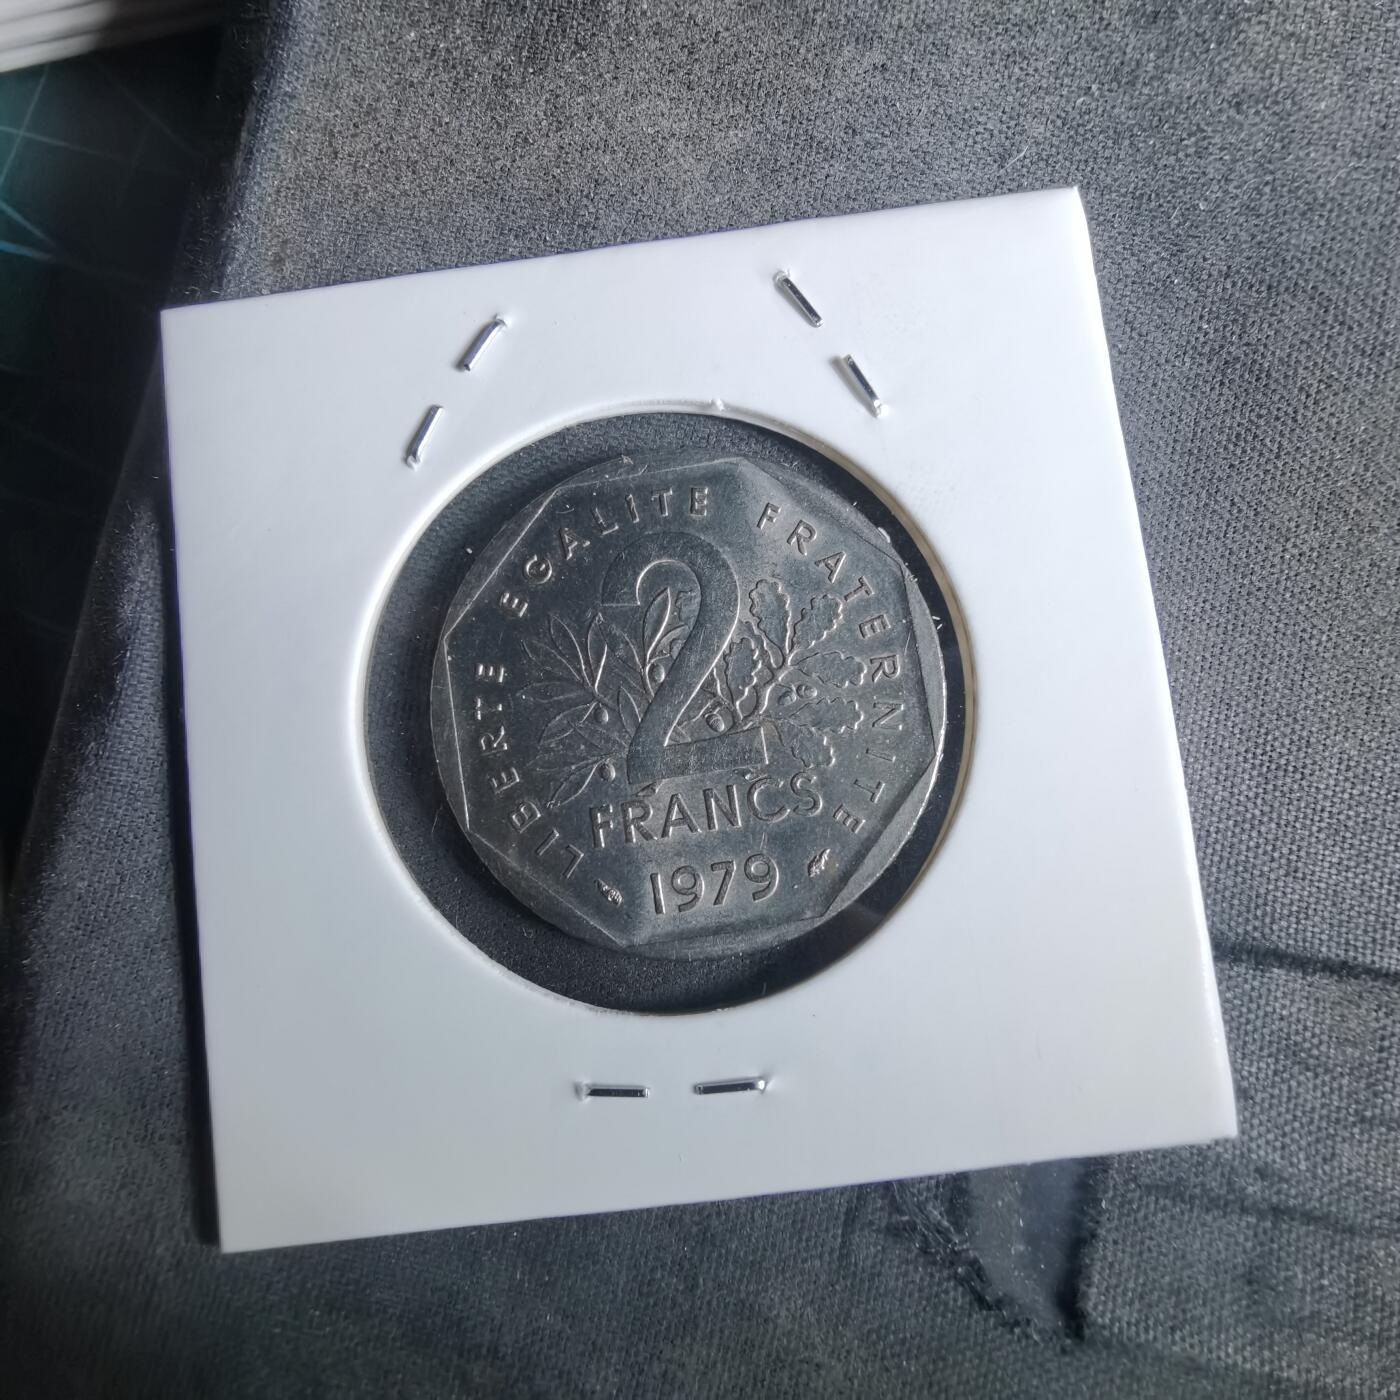 LIBERTE EGALITE FRATERNITE
2
FRANCS
1979